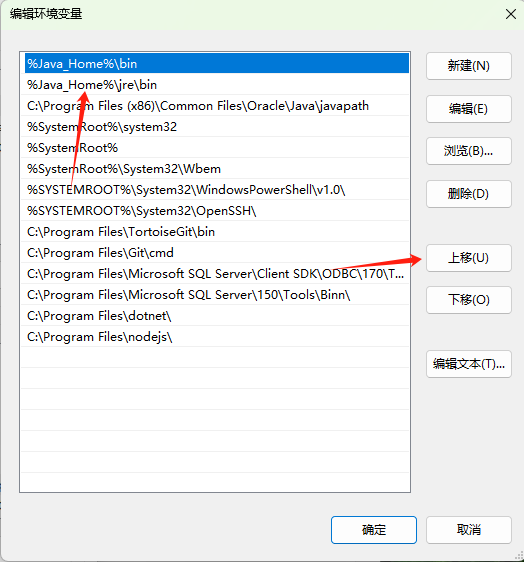 编辑环境变量
%Java_Home%\bin
%Java_Home%\jre\bin
C:\Program Files (x86)\Common Files\Oracle\Java\javapath
%SystemRoot%\system32
%SystemRoot%
%SystemRoot%\System32\Wbem
%SYSTEMROOT%\System32\WindowsPowerShell\v1.0\
%SYSTEMROOT%\System32\OpenSSH\
C:\Program Files\TortoiseGit\bin
C:\Program Files\Git\cmd
C:\Program Files\Microsoft SQL Server\Client SDK\ODBC\170\T...
C:\Program Files\Microsoft SQL Server\150\Tools\Binn\
C:\Program Files\dotnet\
C:\Program Files\nodejs\
新建(N)
编辑(E)
浏览(B)...
删除(D)
上移(U)
下移(O)
编辑文本(T)...
确定
取消